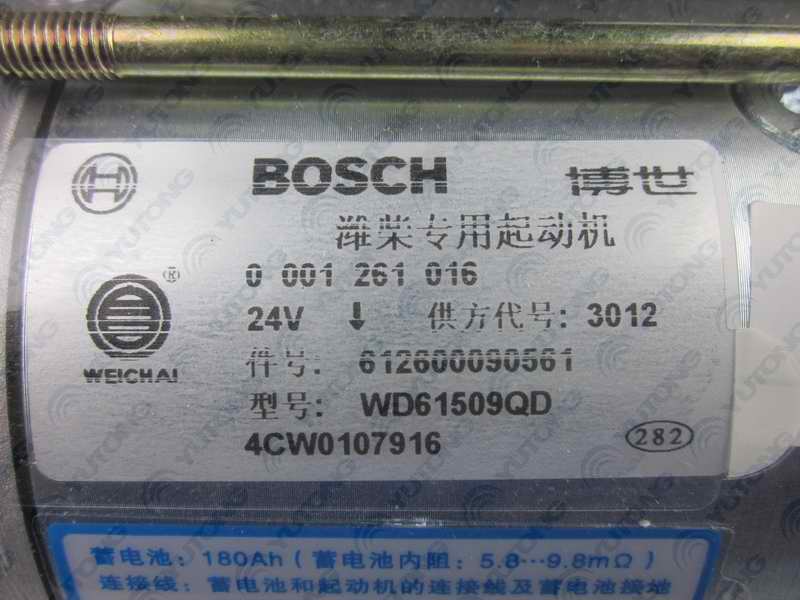 BOSCH 博世
潍柴专用起动机
0 001 261 016
24V ↓ 供方代号: 3012
WEICHAI ®
件号: 612600090561
型号: WD61509QD
4CW0107916
282
蓄电池: 180Ah (蓄电池内阻: 5.8…9.8mΩ)
连接线: 蓄电池和起动机的连接线及蓄电池接地
YUTONG